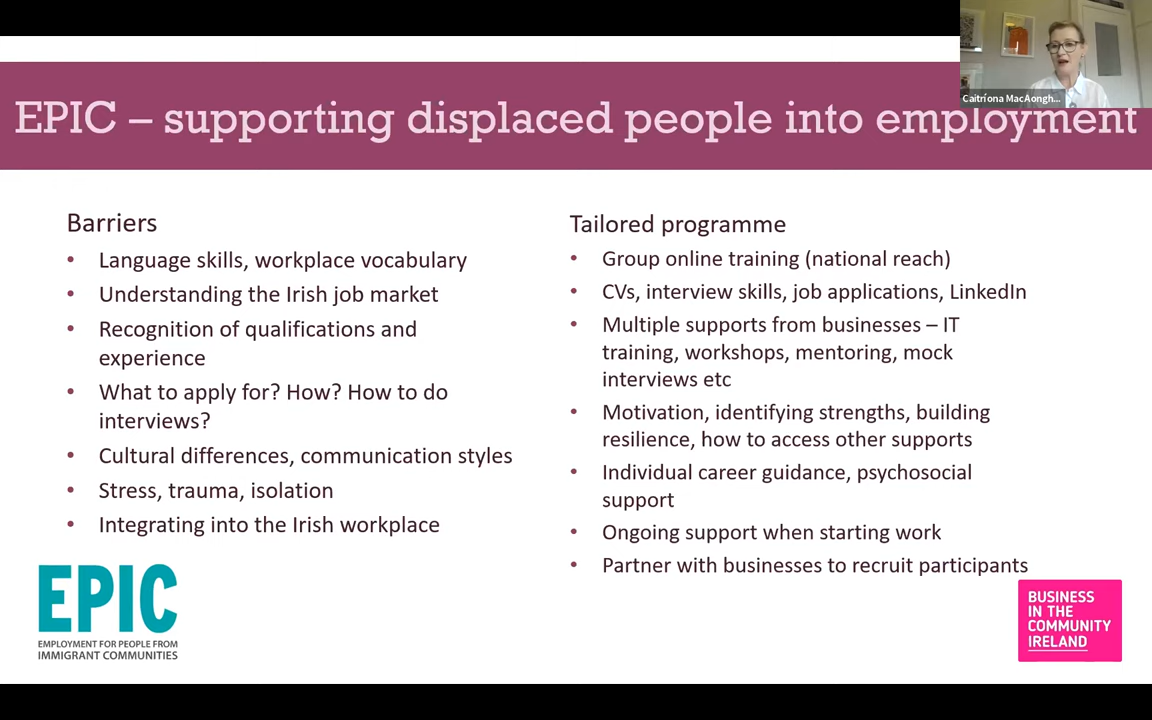 Caitríona MacAongh...
EPIC – supporting displaced people into employment
Barriers
• Language skills, workplace vocabulary
• Understanding the Irish job market
• Recognition of qualifications and
experience
• What to apply for? How? How to do
interviews?
• Cultural differences, communication styles
• Stress, trauma, isolation
• Integrating into the Irish workplace
Tailored programme
• Group online training (national reach)
• CVs, interview skills, job applications, LinkedIn
• Multiple supports from businesses – IT
training, workshops, mentoring, mock
interviews etc
• Motivation, identifying strengths, building
resilience, how to access other supports
• Individual career guidance, psychosocial
support
• Ongoing support when starting work
• Partner with businesses to recruit participants
EPIC
EMPLOYMENT FOR PEOPLE FROM
IMMIGRANT COMMUNITIES
BUSINESS
IN THE
COMMUNITY
IRELAND